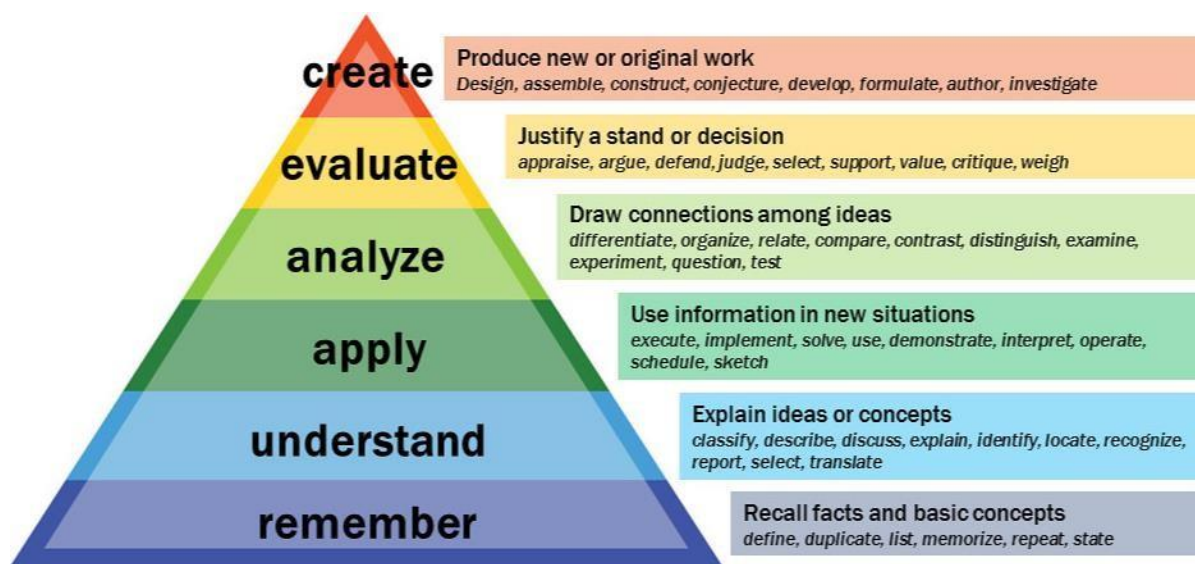 create
Produce new or original work
Design, assemble, construct, conjecture, develop, formulate, author, investigate
evaluate
Justify a stand or decision
appraise, argue, defend, judge, select, support, value, critique, weigh
analyze
Draw connections among ideas
differentiate, organize, relate, compare, contrast, distinguish, examine,
experiment, question, test
apply
Use information in new situations
execute, implement, solve, use, demonstrate, interpret, operate,
schedule, sketch
understand
Explain ideas or concepts
classify, describe, discuss, explain, identify, locate, recognize,
report, select, translate
remember
Recall facts and basic concepts
define, duplicate, list, memorize, repeat, state